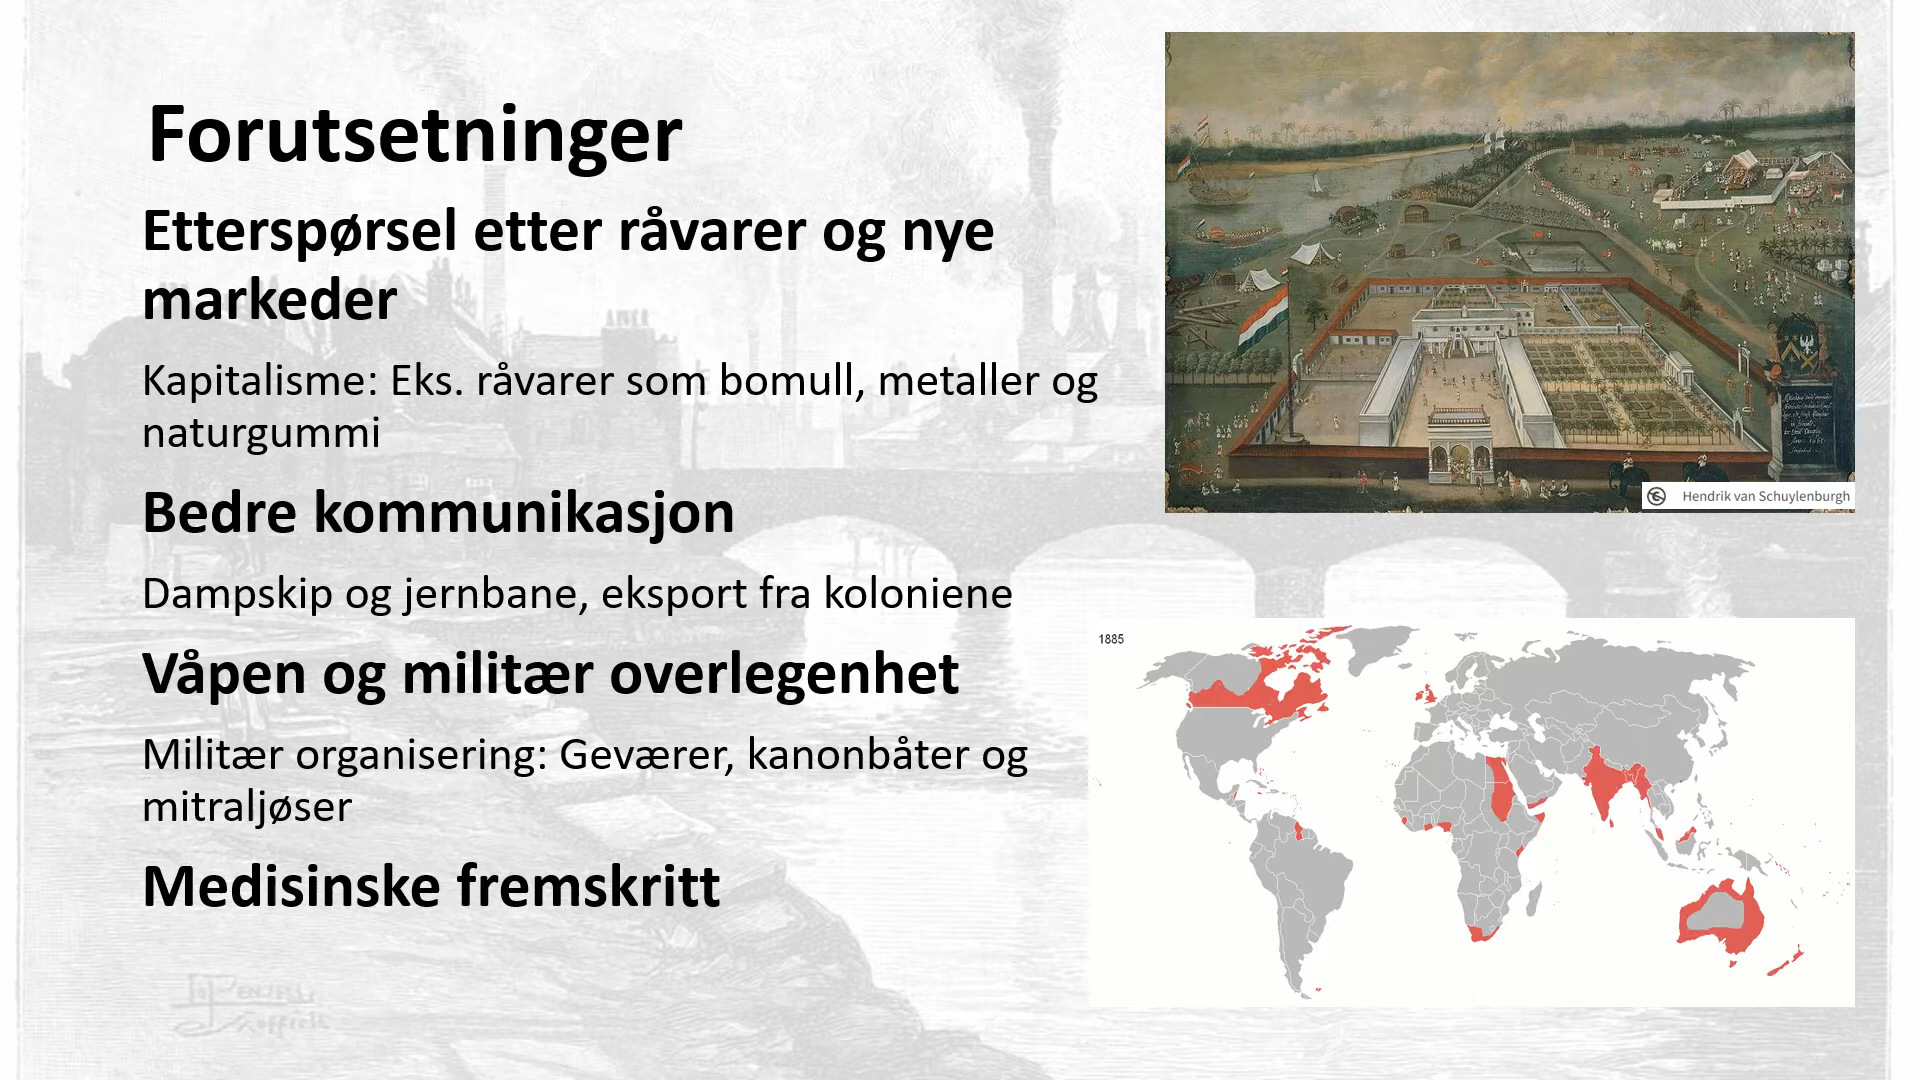 Forutsetninger
Etterspørsel etter råvarer og nye
markeder
Kapitalisme: Eks. råvarer som bomull, metaller og
naturgummi
Bedre kommunikasjon
Dampskip og jernbane, eksport fra koloniene
Våpen og militær overlegenhet
Militær organisering: Geværer, kanonbåter og
mitraljøser
Medisinske fremskritt
Hendrik van Schuylenburgh
1885